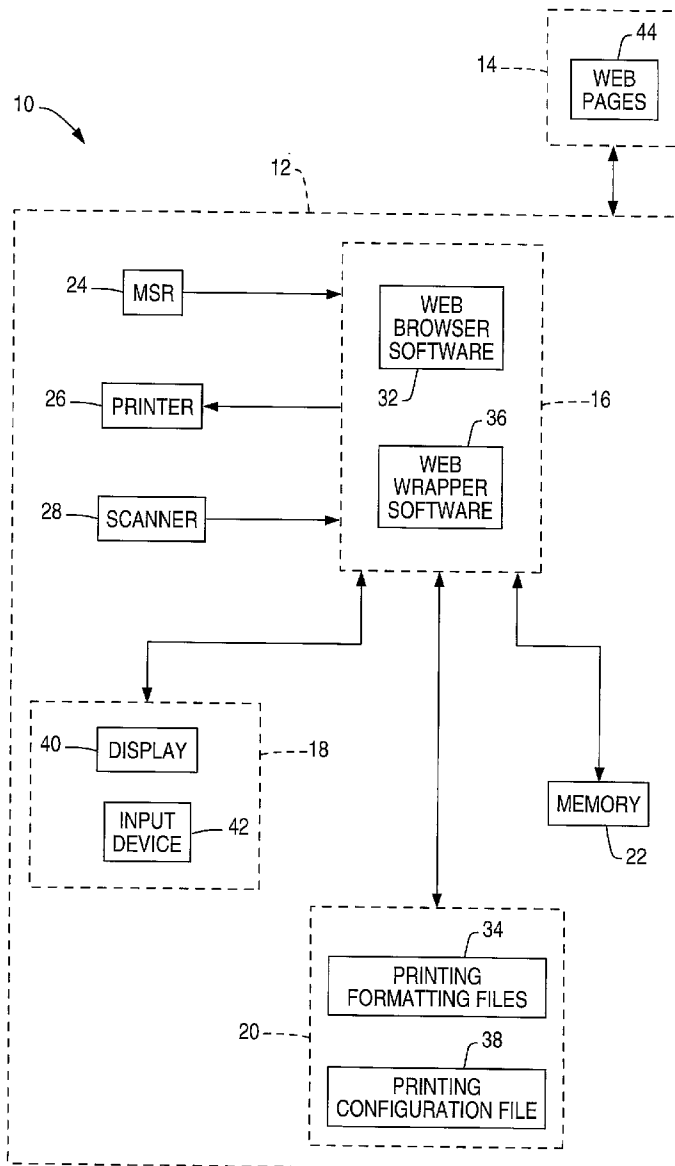 44
14
WEB
PAGES
10
12
24
MSR
WEB
BROWSER
SOFTWARE
32
26
PRINTER
16
36
WEB
WRAPPER
SOFTWARE
28
SCANNER
40
DISPLAY
18
INPUT
DEVICE
42
MEMORY
22
34
PRINTING
FORMATTING FILES
20
38
PRINTING
CONFIGURATION FILE